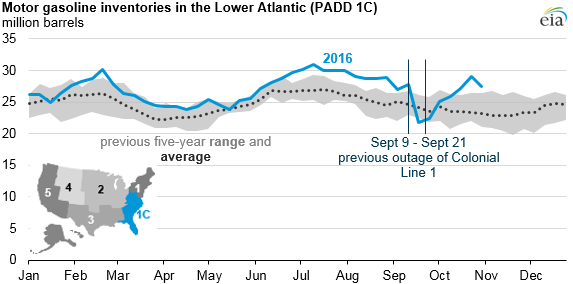 Motor gasoline inventories in the Lower Atlantic (PADD 1C)
million barrels
eia
35
30
25
20
15
10
5
0
2016
previous five-year range and
average
Sept 9 - Sept 21
previous outage of Colonial
Line 1
5
4
2
1
3
1C
Jan Feb Mar Apr May Jun Jul Aug Sep Oct Nov Dec